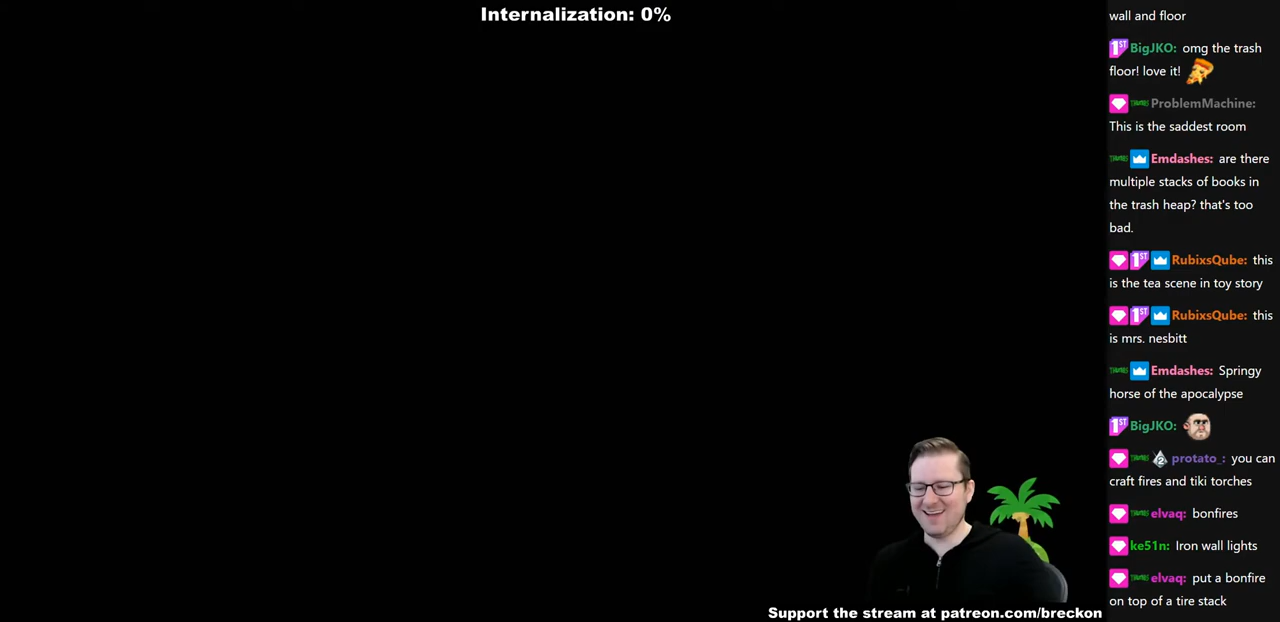 Internalization: 0%
wall and floor
BigJKO: omg the trash
floor! love it!
ProblemMachine:
This is the saddest room
Emdashes: are there
multiple stacks of books in
the trash heap? that's too
bad.
RubixsQube: this
is the tea scene in toy story
RubixsQube: this
is mrs. nesbitt
Emdashes: Springy
horse of the apocalypse
BigJKO:
protato_: you can
craft fires and tiki torches
elvaq: bonfires
ke51n: Iron wall lights
elvaq: put a bonfire
on top of a tire stack
Support the stream at patreon.com/breckon